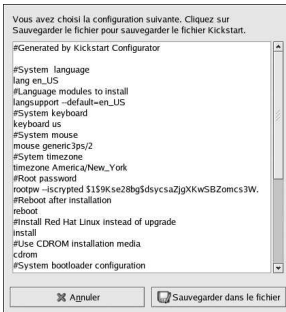 Vous avez choisi la configuration suivante. Cliquez sur
Sauvegarder le fichier pour sauvegarder le fichier Kickstart.
#Generated by Kickstart Configurator
#System  language
lang en_US
#Language modules to install
langsupport --default=en_US
#System keyboard
keyboard us
#System mouse
mouse generic3ps/2
#Sytem timezone
timezone America/New_York
#Root password
rootpw --iscrypted $1$9Kse28bg$dsycsaZjgXKwSBZomcs3W.
#Reboot after installation
reboot
#Install Red Hat Linux instead of upgrade
install
#Use CDROM installation media
cdrom
#System bootloader configuration
Annuler
Sauvegarder dans le fichier